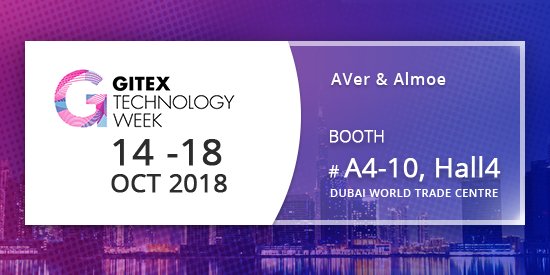 GITEX
TECHNOLOGY
WEEK
14 -18
OCT 2018
AVer & Almoe
BOOTH
# A4-10, Hall4
DUBAI WORLD TRADE CENTRE